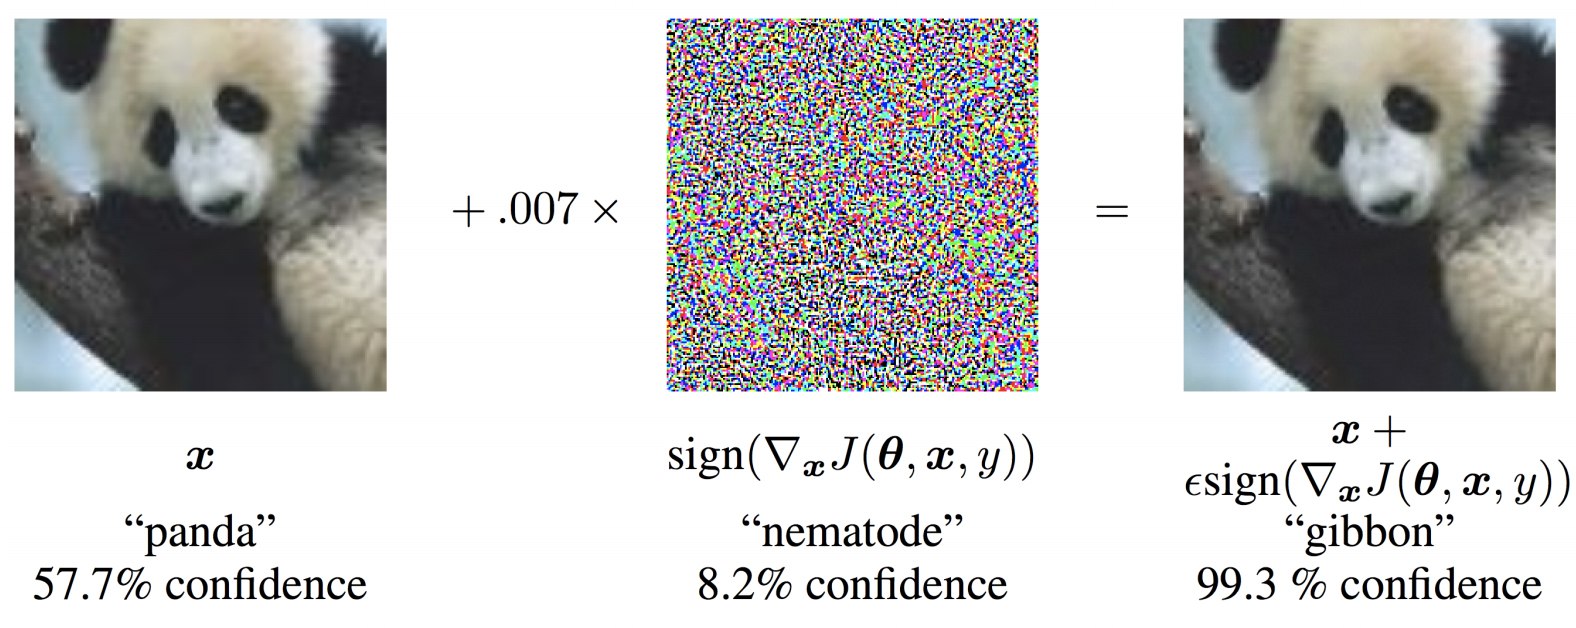 + .007 ×
=
x
sign(∇ₓJ(θ, x, y))
x +
ϵsign(∇ₓJ(θ, x, y))
“panda”
“nematode”
“gibbon”
57.7% confidence
8.2% confidence
99.3 % confidence